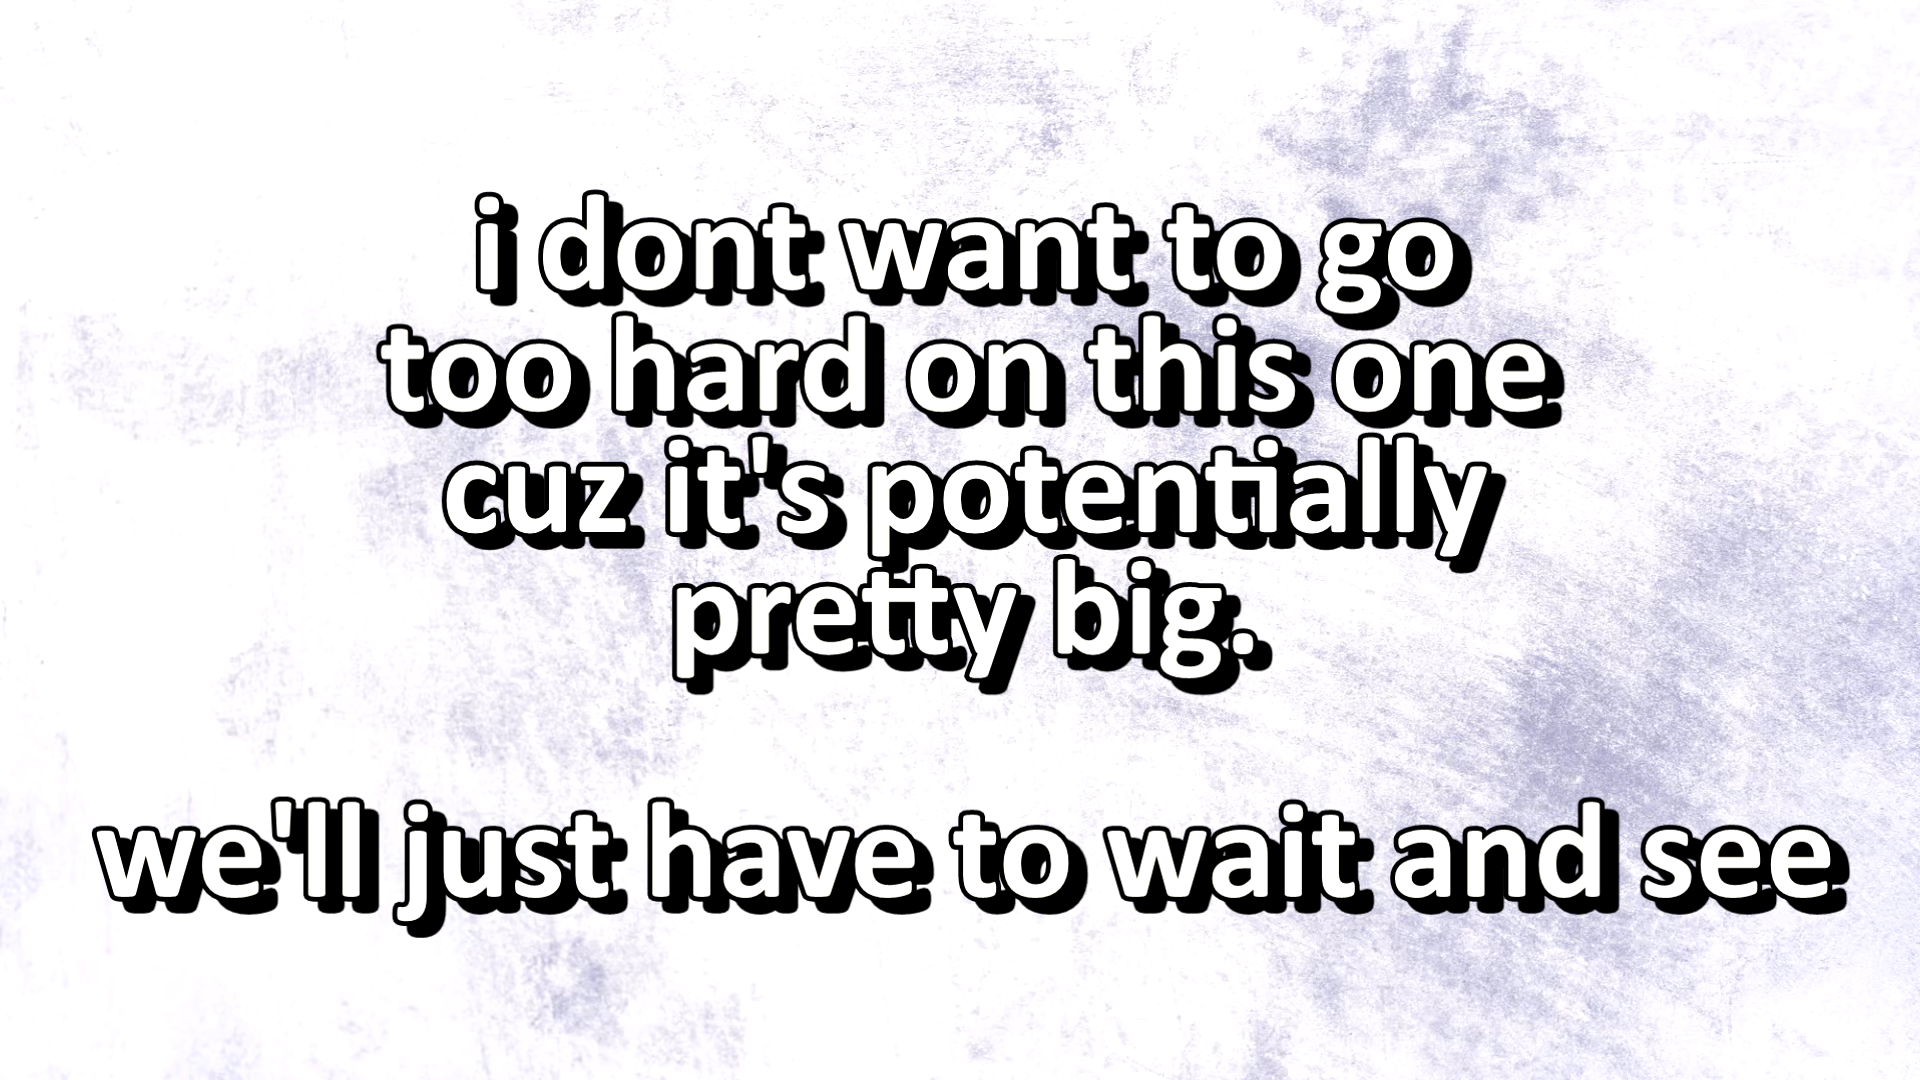 i dont want to go
too hard on this one
cuz it's potentially
pretty big.
we'll just have to wait and see